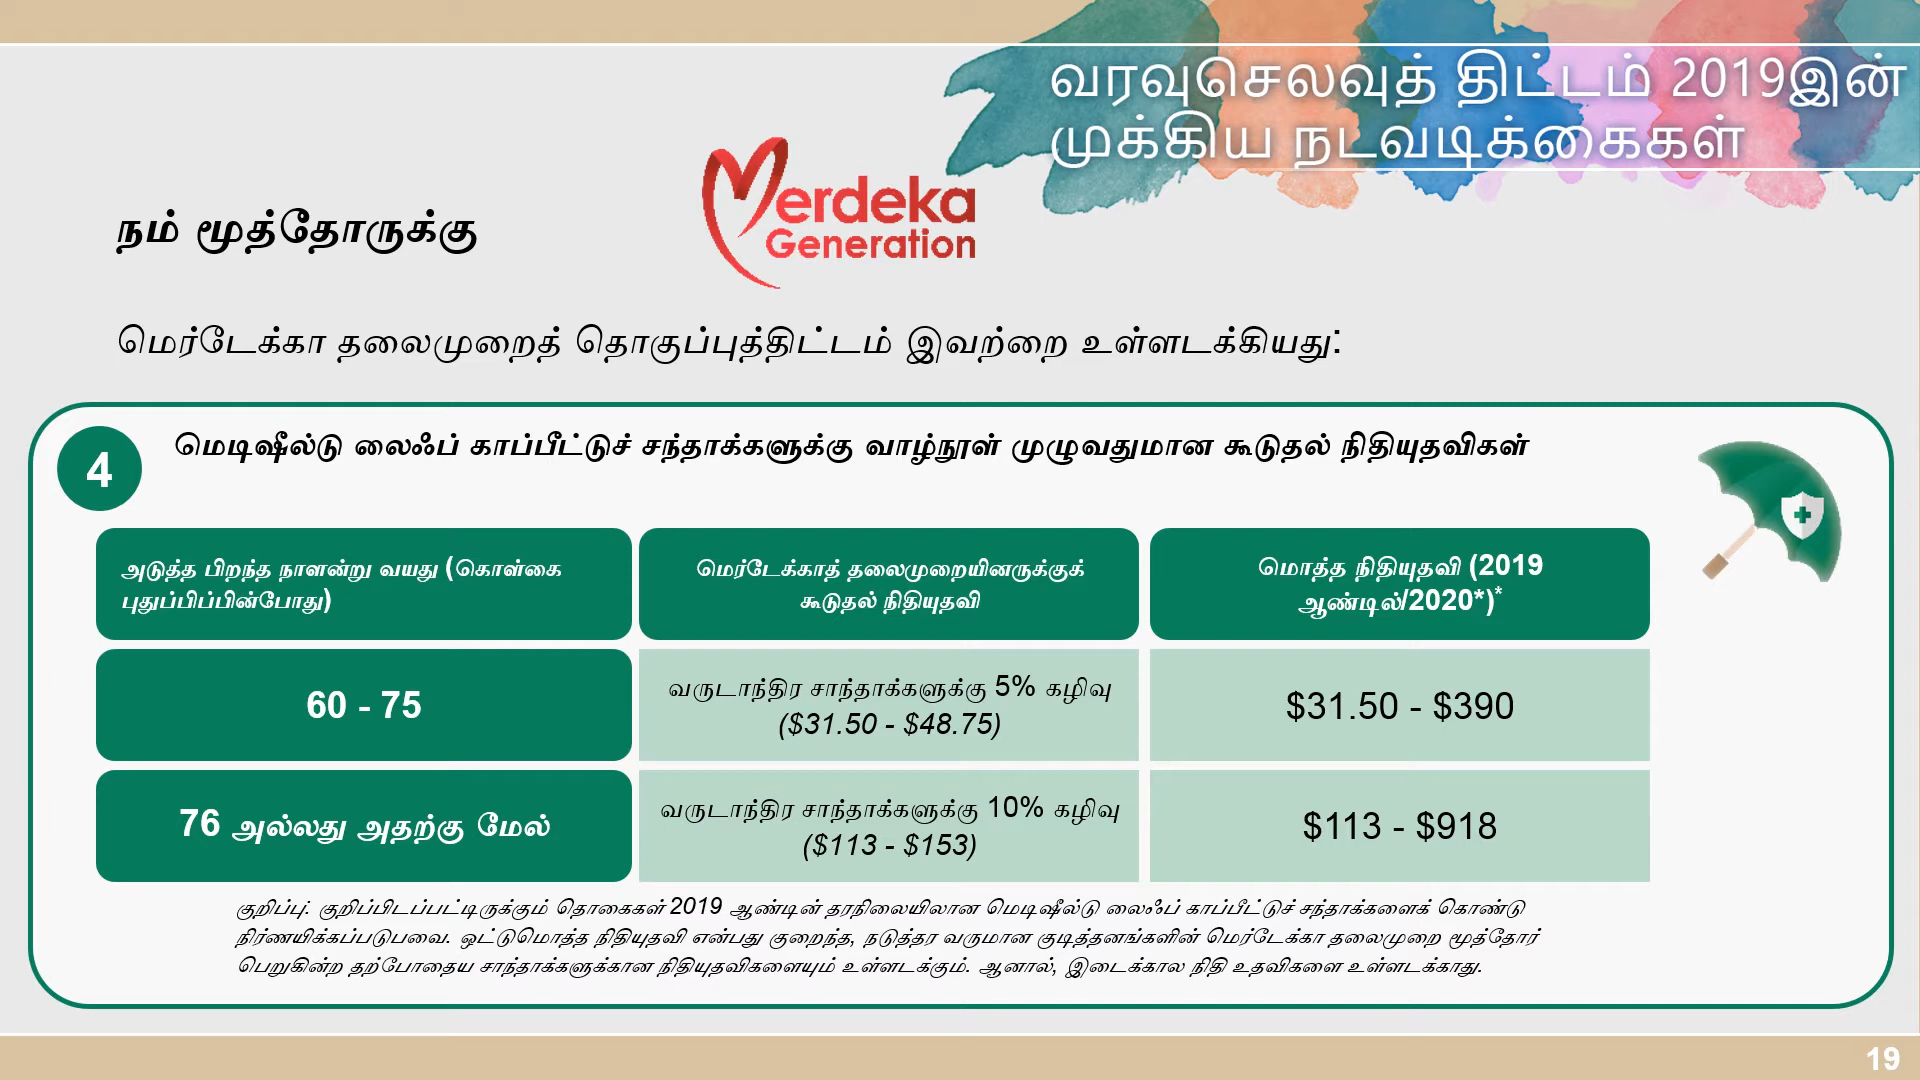 வரவுசெலவுத் திட்டம் 2019இன்
முக்கிய நடவடிக்கைகள்
Merdeka
Generation
நம் மூத்தோருக்கு
மெர்டேக்கா தலைமுறைத் தொகுப்புத்திட்டம் இவற்றை உள்ளடக்கியது:
4
மெடிஷீல்டு லைஃப் காப்பீட்டுச் சந்தாக்களுக்கு வாழ்நூள் முழுவதுமான கூடுதல் நிதியுதவிகள்
அடுத்த பிறந்த நாளன்று வயது (கொள்கை
புதுப்பிப்பின்போது)
மெர்டேக்காத் தலைமுறையினருக்குக்
கூடுதல் நிதியுதவி
மொத்த நிதியுதவி (2019
ஆண்டில்/2020*)*
60 - 75
வருடாந்திர சாந்தாக்களுக்கு 5% கழிவு
($31.50 - $48.75)
$31.50 - $390
76 அல்லது அதற்கு மேல்
வருடாந்திர சாந்தாக்களுக்கு 10% கழிவு
($113 - $153)
$113 - $918
குறிப்பு: குறிப்பிடப்பட்டிருக்கும் தொகைகள் 2019 ஆண்டின் தரநிலையிலான மெடிஷீல்டு லைஃப் காப்பீட்டுச் சந்தாக்களைக் கொண்டு
நிர்ணயிக்கப்படுபவை. ஒட்டுமொத்த நிதியுதவி என்பது குறைந்த, நடுத்தர வருமான குடித்தனங்களின் மெர்டேக்கா தலைமுறை மூத்தோர்
பெறுகின்ற தற்போதைய சாந்தாக்களுக்கான நிதியுதவிகளையும் உள்ளடக்கும். ஆனால், இடைக்கால நிதி உதவிகளை உள்ளடக்காது.
19